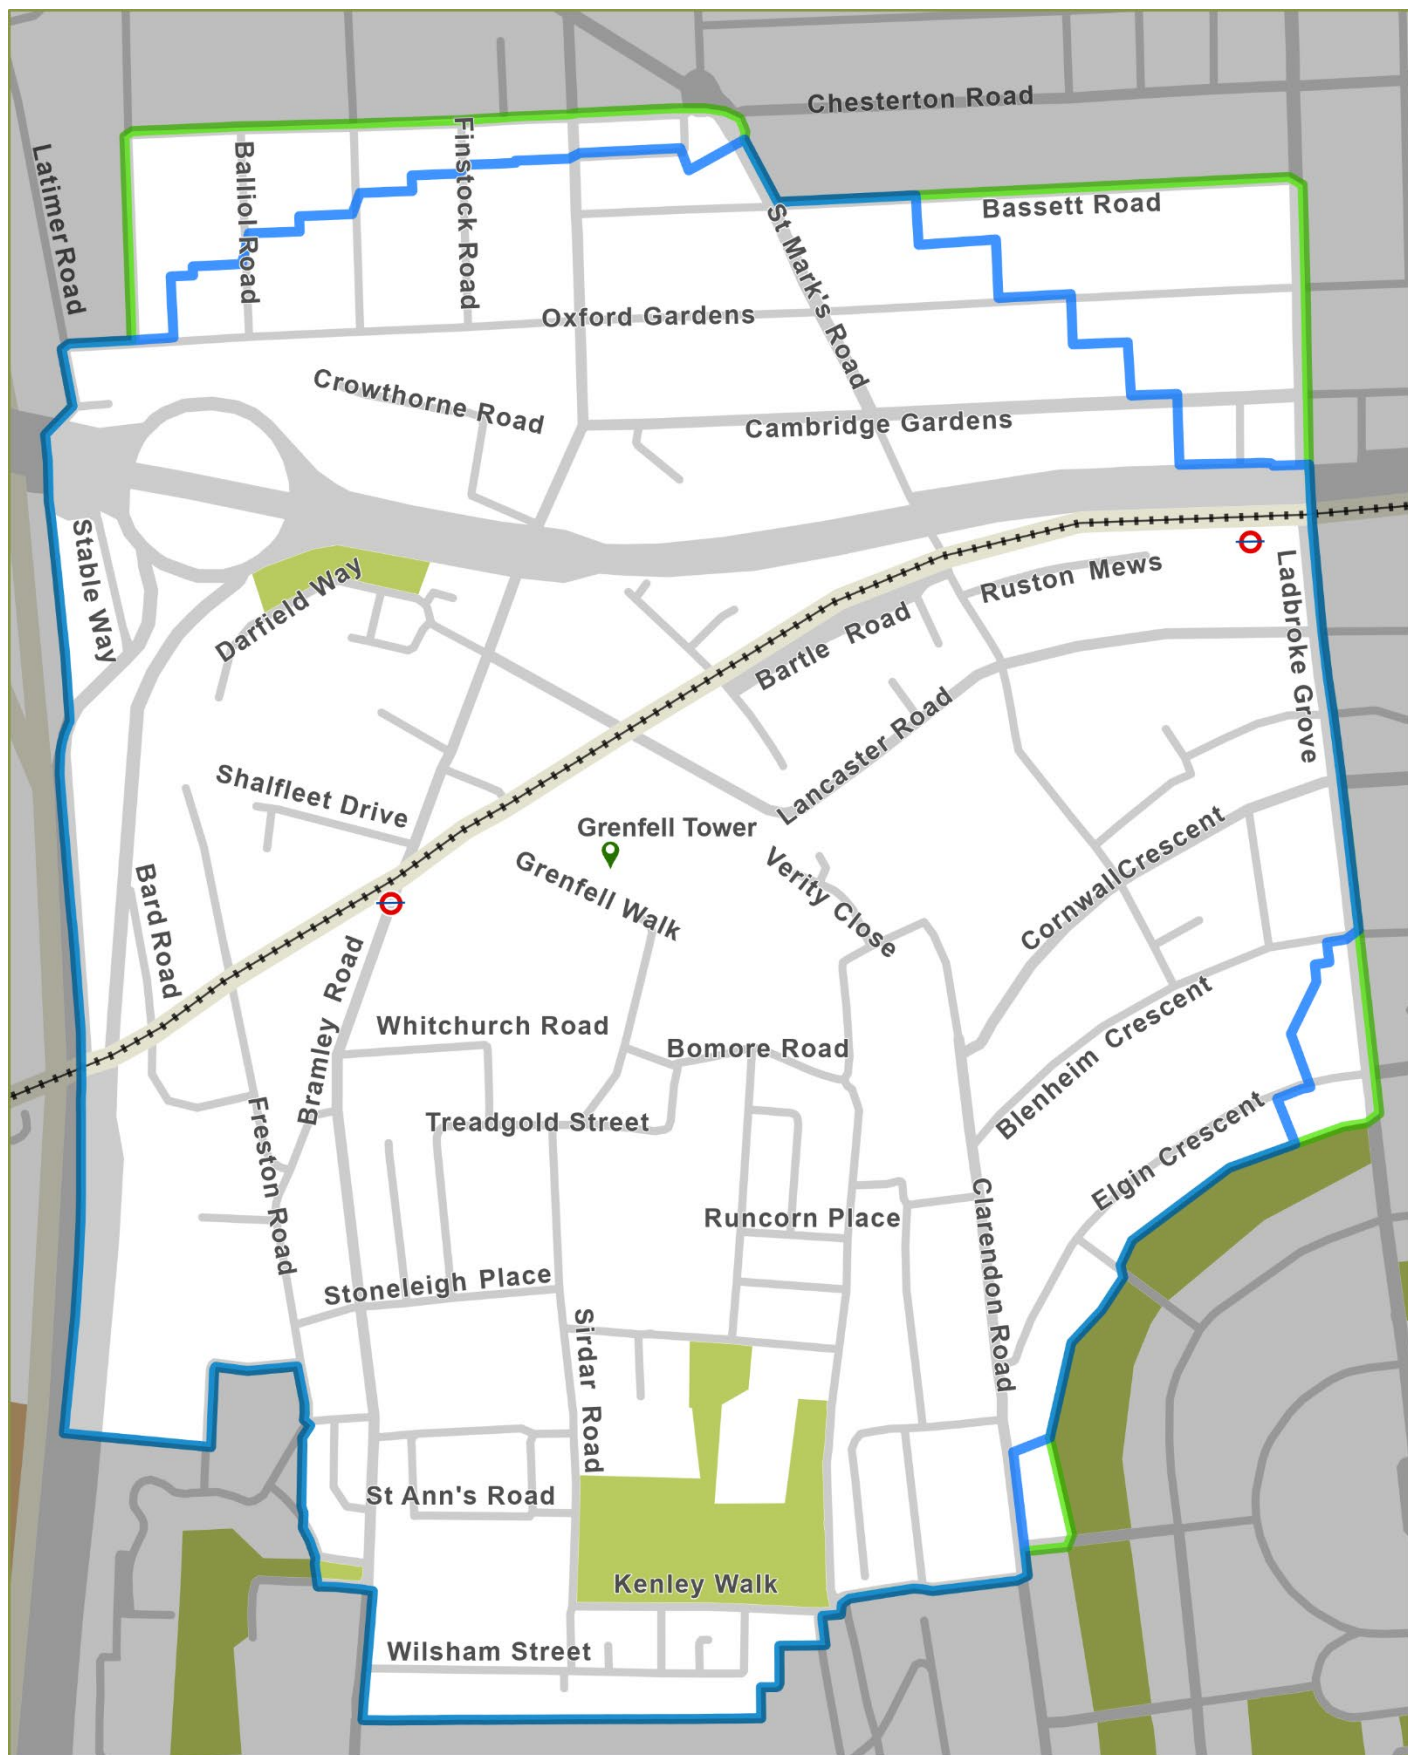 Chesterton Road
Latimer Road
Balliol Road
Finstock Road
Bassett Road
St Mark's Road
Oxford Gardens
Crowthorne Road
Cambridge Gardens
Stable Way
Darfield Way
Ruston Mews
Ladbroke Grove
Bartle Road
Lancaster Road
Shalfleet Drive
Grenfell Tower
Grenfell Walk
Verity Close
Cornwall Crescent
Bard Road
Bramley Road
Whitchurch Road
Bomore Road
Blenheim Crescent
Freston Road
Treadgold Street
Elgin Crescent
Runcorn Place
Clarendon Road
Stoneleigh Place
Sirdar Road
St Ann's Road
Kenley Walk
Wilsham Street